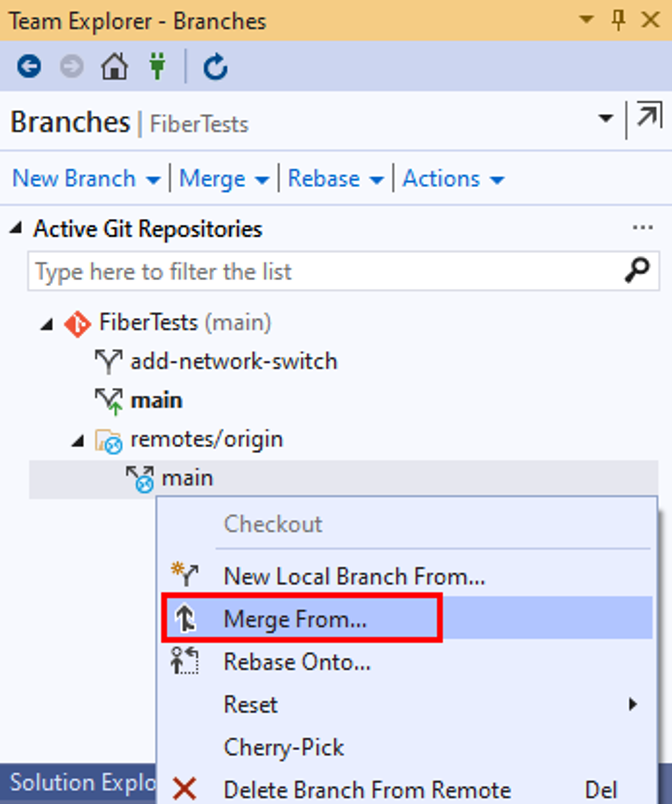 Team Explorer - Branches
Branches | FiberTests
New Branch | Merge | Rebase | Actions
Active Git Repositories ...
Type here to filter the list
FiberTests (main)
add-network-switch
main
remotes/origin
main
Checkout
New Local Branch From...
Merge From...
Rebase Onto...
Reset
Cherry-Pick
Solution Explo
Delete Branch From Remote Del